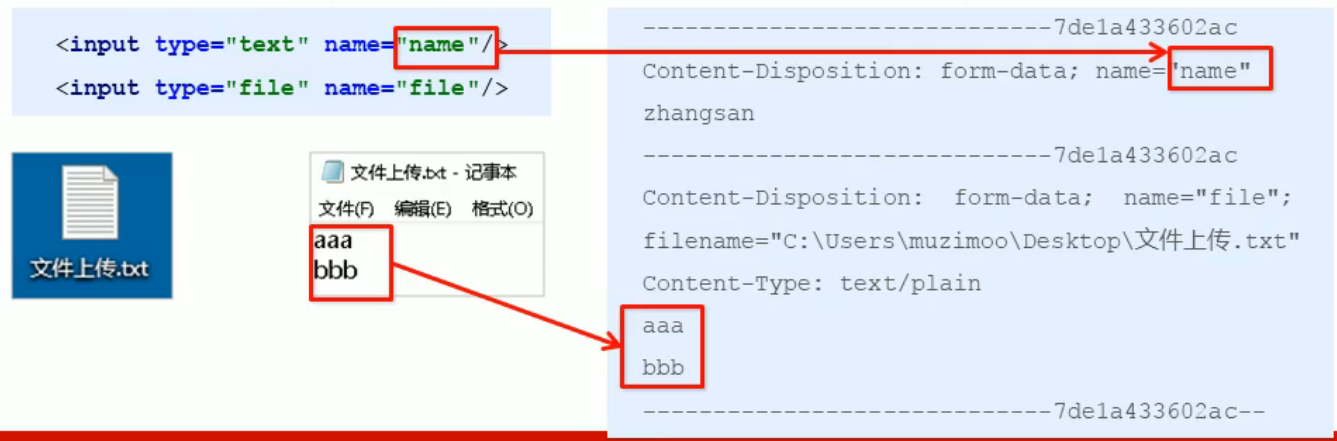 <input type="text" name="name"/>
<input type="file" name="file"/>
文件上传.txt
文件上传.txt - 记事本
文件(F) 编辑(E) 格式(O)
aaa
bbb
-----------------------------7de1a433602ac
Content-Disposition: form-data; name="name"
zhangsan
-----------------------------7de1a433602ac
Content-Disposition: form-data; name="file";
filename="C:\Users\muzimoo\Desktop\文件上传.txt"
Content-Type: text/plain
aaa
bbb
-----------------------------7de1a433602ac--